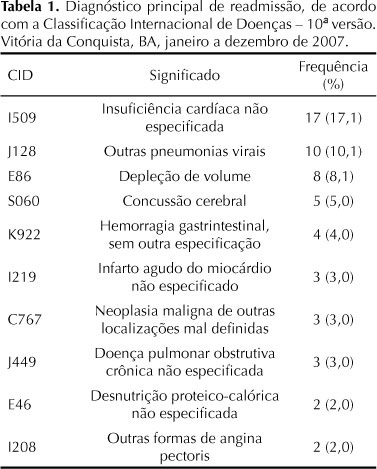 Tabela 1. Diagnóstico principal de readmissão, de acordo
com a Classificação Internacional de Doenças – 10ª versão.
Vitória da Conquista, BA, janeiro a dezembro de 2007.
CID Significado Frequência
(%)
I509 Insuficiência cardíaca não
especificada 17 (17,1)
J128 Outras pneumonias virais 10 (10,1)
E86 Depleção de volume 8 (8,1)
S060 Concussão cerebral 5 (5,0)
K922 Hemorragia gastrintestinal,
sem outra especificação 4 (4,0)
I219 Infarto agudo do miocárdio
não especificado 3 (3,0)
C767 Neoplasia maligna de outras
localizações mal definidas 3 (3,0)
J449 Doença pulmonar obstrutiva
crônica não especificada 3 (3,0)
E46 Desnutrição proteico-calórica
não especificada 2 (2,0)
I208 Outras formas de angina
pectoris 2 (2,0)